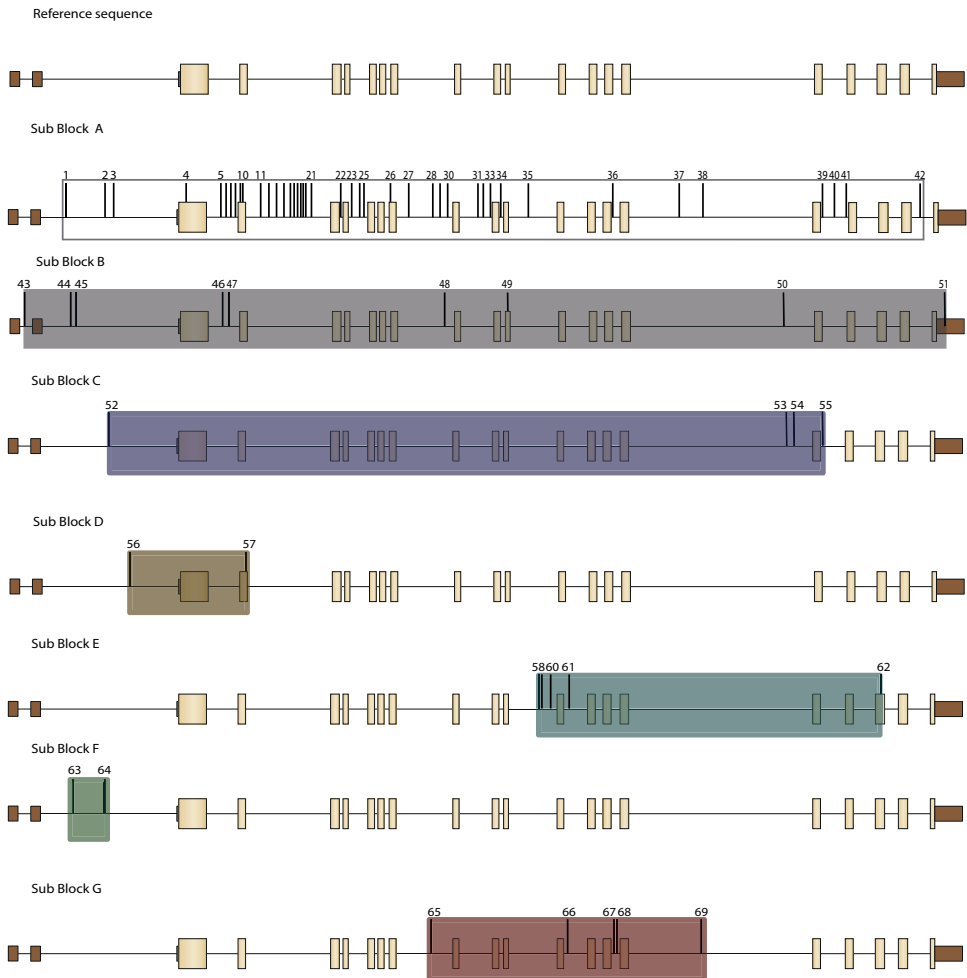 Reference sequence
Sub Block A
1 2 3 4 5 10 11 21 22 23 25 26 27 28 30 31 33 34 35 36 37 38 39 40 41 42
Sub Block B
43 44 45 46 47 48 49 50 51
Sub Block C
52 53 54 55
Sub Block D
56 57
Sub Block E
58 60 61 62
Sub Block F
63 64
Sub Block G
65 66 67 68 69